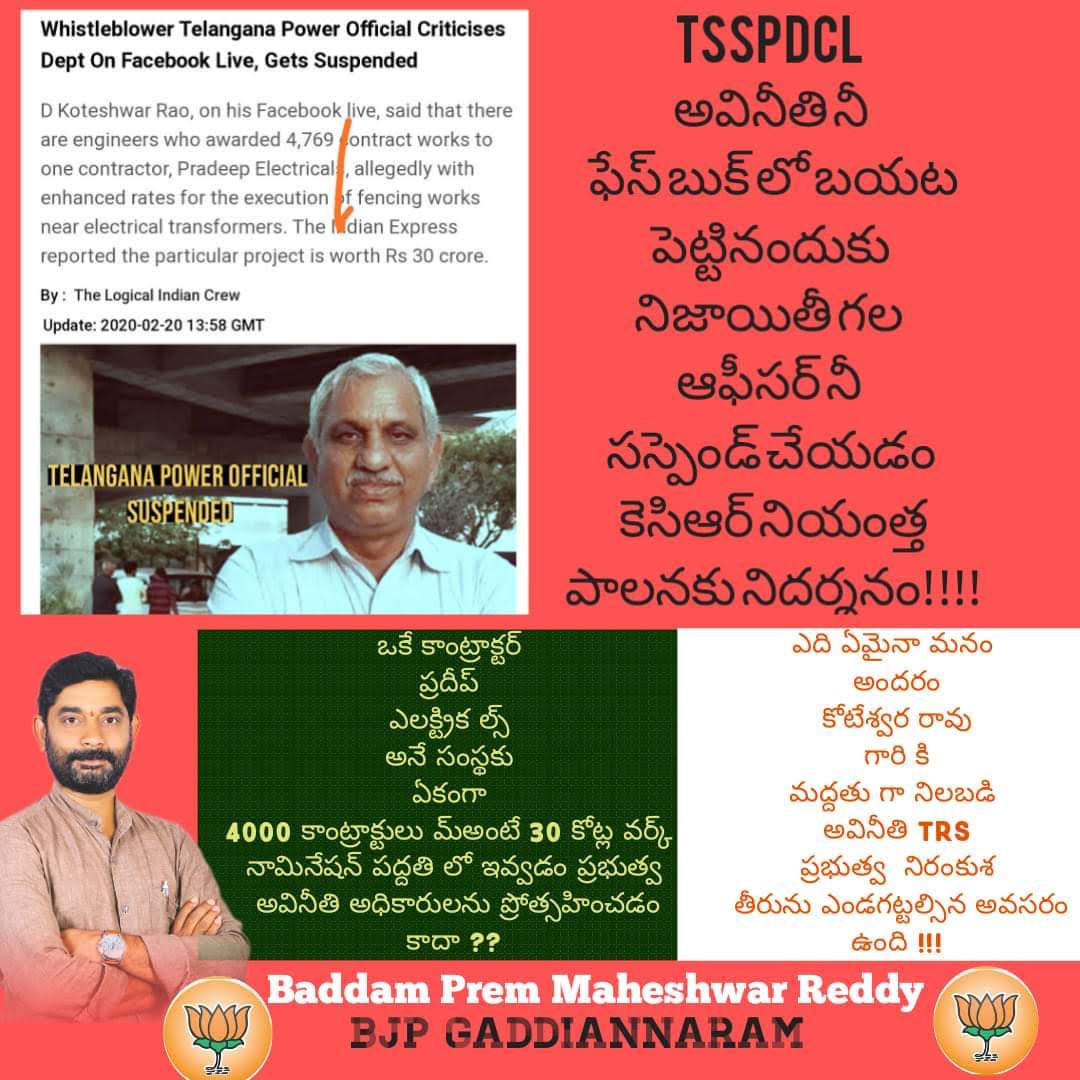 Whistleblower Telangana Power Official Criticises
Dept On Facebook Live, Gets Suspended
D Koteshwar Rao, on his Facebook live, said that there
are engineers who awarded 4,769 contract works to
one contractor, Pradeep Electricals, allegedly with
enhanced rates for the execution of fencing works
near electrical transformers. The Indian Express
reported the particular project is worth Rs 30 crore.
By : The Logical Indian Crew
Update: 2020-02-20 13:58 GMT
TELANGANA POWER OFFICIAL
SUSPENDED
TSSPDCL
అవినీతి నీ
ఫేస్ బుక్ లో బయట
పెట్టినందుకు
నిజాయితీ గల
ఆఫీసర్ నీ
సస్పెండ్ చేయడం
కెసిఆర్ నియంత్త
పాలనకు నిదర్శనం!!!!
ఒకే కాంట్రాక్టర్
ప్రదీప్
ఎలక్ట్రిక ల్స్
అనే సంస్థకు
ఏకంగా
4000 కాంట్రాక్టులు మ్అంటే 30 కోట్ల వర్క్
నామినేషన్ పద్దతి లో ఇవ్వడం ప్రభుత్వ
అవినీతి అధికారులను ప్రోత్సహించడం
కాదా ??
ఎది ఏమైనా మనం
అందరం
కోటేశ్వర రావు
గారి కి
మద్దతు గా నిలబడి
అవినీతి TRS
ప్రభుత్వ నిరంకుశ
తీరును ఎండగట్టల్సిన అవసరం
ఉంది !!!
Baddam Prem Maheshwar Reddy
BJP GADDIANNARAM